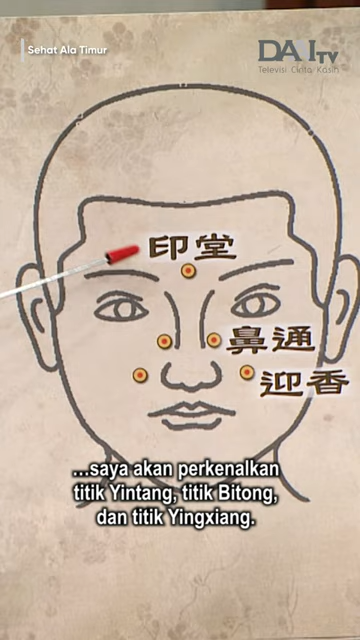 Sehat Ala Timur
DAAI TV
Televisi Cinta Kasih
印堂
鼻通
迎香
...saya akan perkenalkan
titik Yintang, titik Bitong,
dan titik Yingxiang.